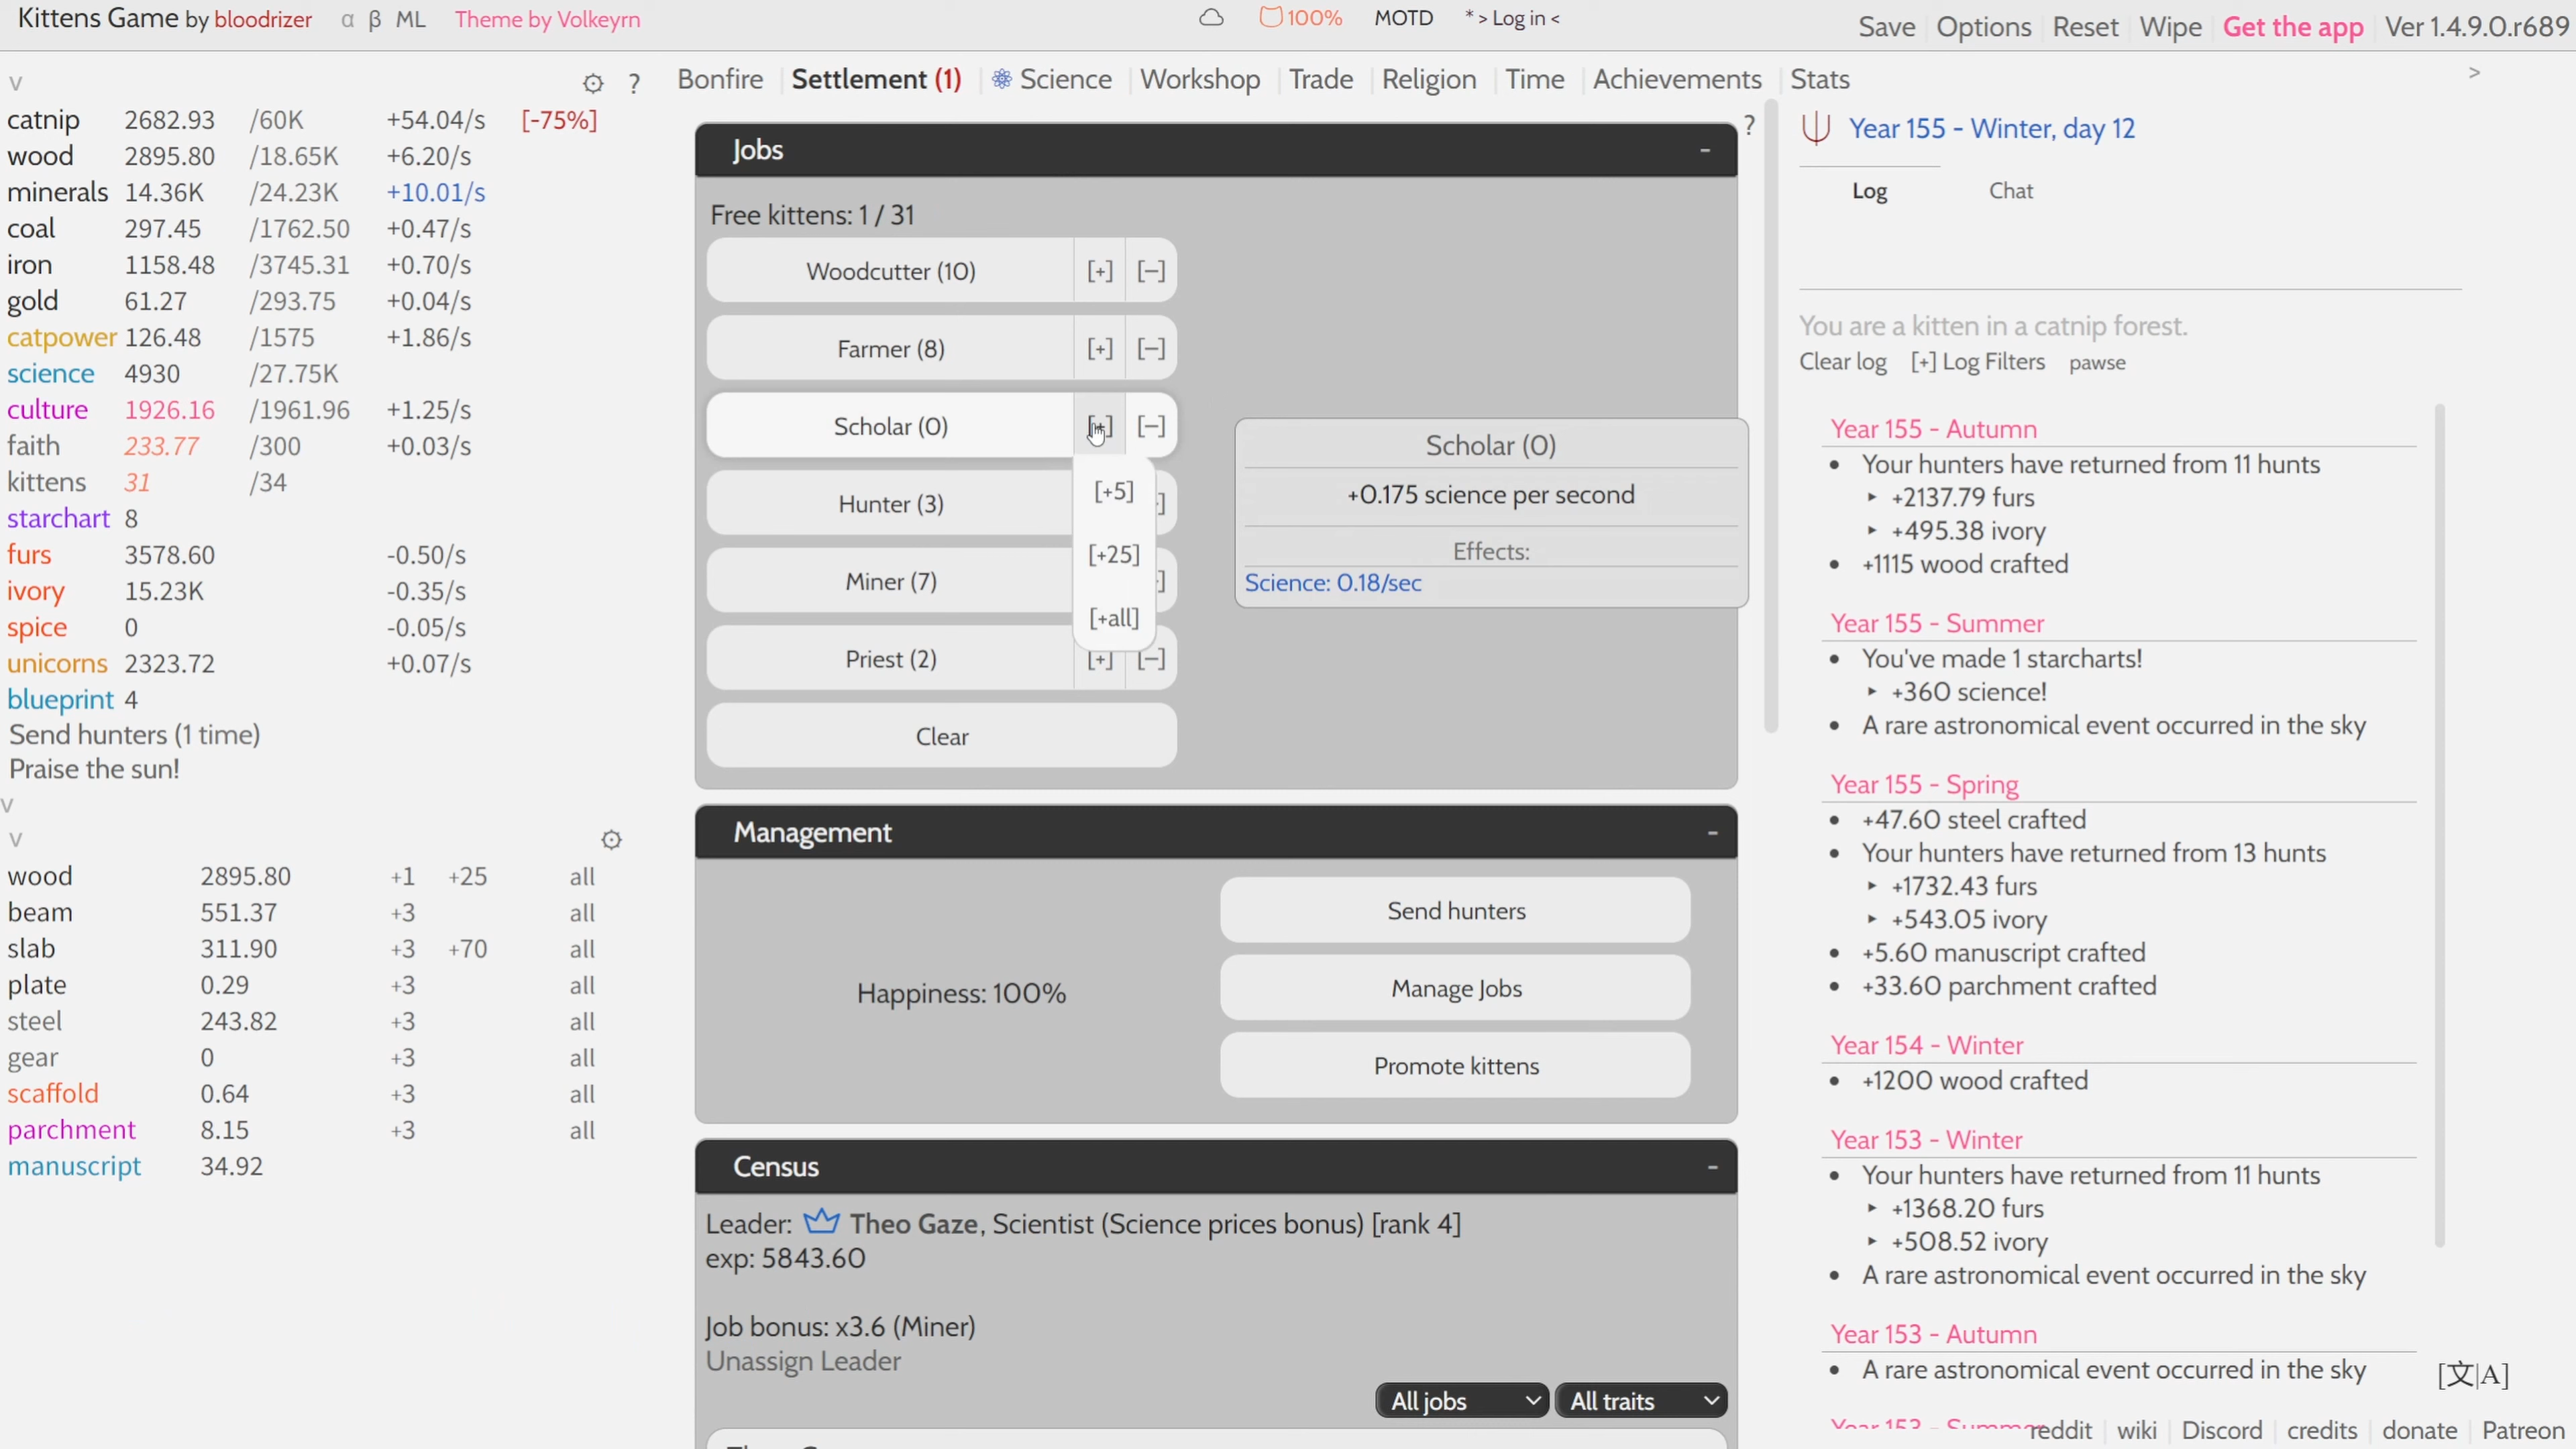 Kittens Game by bloodrizer α β ML Theme by Volkeyrn
100% MOTD * > Log in <
Save Options Reset Wipe Get the app Ver 1.4.9.0.r689
v ?
catnip 2682.93 /60K +54.04/s [-75%]
wood 2895.80 /18.65K +6.20/s
minerals 14.36K /24.23K +10.01/s
coal 297.45 /1762.50 +0.47/s
iron 1158.48 /3745.31 +0.70/s
gold 61.27 /293.75 +0.04/s
catpower 126.48 /1575 +1.86/s
science 4930 /27.75K
culture 1926.16 /1961.96 +1.25/s
faith 233.77 /300 +0.03/s
kittens 31 /34
starchart 8
furs 3578.60 -0.50/s
ivory 15.23K -0.35/s
spice 0 -0.05/s
unicorns 2323.72 +0.07/s
blueprint 4
Send hunters (1 time)
Praise the sun!
v
v
wood 2895.80 +1 +25 all
beam 551.37 +3 all
slab 311.90 +3 +70 all
plate 0.29 +3 all
steel 243.82 +3 all
gear 0 +3 all
scaffold 0.64 +3 all
parchment 8.15 +3 all
manuscript 34.92
Bonfire Settlement (1) Science Workshop Trade Religion Time Achievements Stats
?
Jobs -
Free kittens: 1 / 31
Woodcutter (10) [+] [–]
Farmer (8) [+] [–]
Scholar (0) [–]
Hunter (3)
Miner (7)
Priest (2) [+] [–]
[+5]
[+25]
[+all]
Clear
Scholar (0)
+0.175 science per second
Effects:
Science: 0.18/sec
Management -
Happiness: 100%
Send hunters
Manage Jobs
Promote kittens
Census -
Leader: Theo Gaze, Scientist (Science prices bonus) [rank 4]
exp: 5843.60
Job bonus: x3.6 (Miner)
Unassign Leader
All jobs All traits
>
Year 155 - Winter, day 12
Log Chat
You are a kitten in a catnip forest.
Clear log [+] Log Filters pawse
Year 155 - Autumn
• Your hunters have returned from 11 hunts
‣ +2137.79 furs
‣ +495.38 ivory
• +1115 wood crafted
Year 155 - Summer
• You've made 1 starcharts!
‣ +360 science!
• A rare astronomical event occurred in the sky
Year 155 - Spring
• +47.60 steel crafted
• Your hunters have returned from 13 hunts
‣ +1732.43 furs
‣ +543.05 ivory
• +5.60 manuscript crafted
• +33.60 parchment crafted
Year 154 - Winter
• +1200 wood crafted
Year 153 - Winter
• Your hunters have returned from 11 hunts
‣ +1368.20 furs
‣ +508.52 ivory
• A rare astronomical event occurred in the sky
Year 153 - Autumn
• A rare astronomical event occurred in the sky
[文|A]
Year 153 - Summer
reddit wiki Discord credits donate Patreon